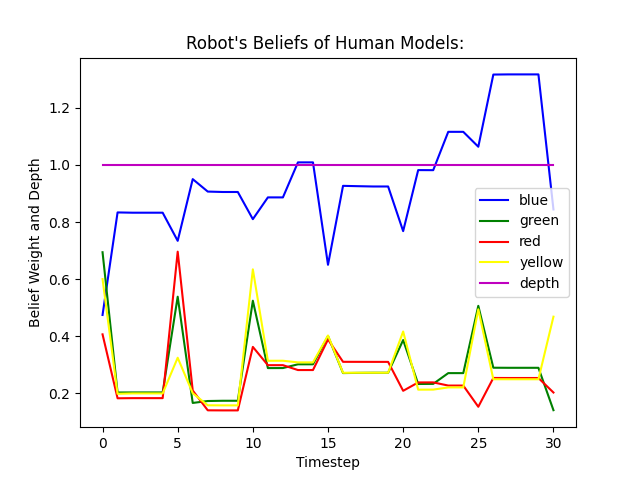 Robot's Beliefs of Human Models:
Belief Weight and Depth
1.2
1.0
0.8
0.6
0.4
0.2
blue
green
red
yellow
depth
0 5 10 15 20 25 30
Timestep